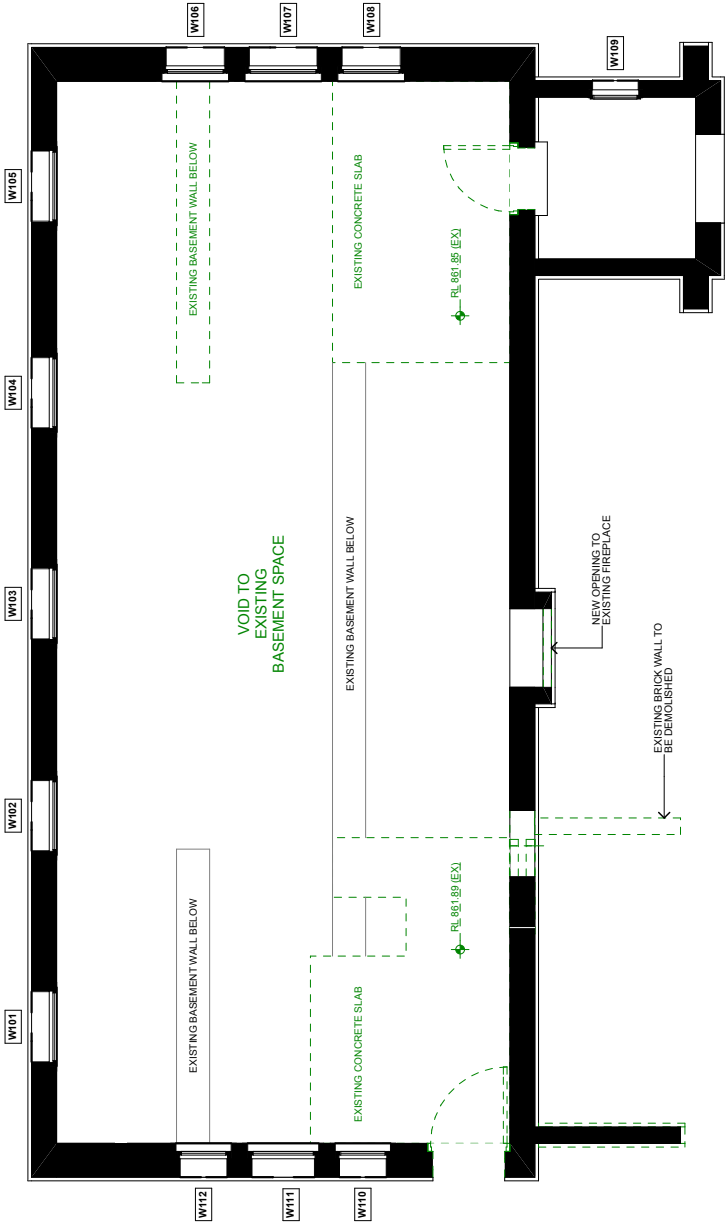 W101
W102
W103
W104
W105
W112
EXISTING BASEMENT WALL BELOW
EXISTING BASEMENT WALL BELOW
W106
W111
VOID TO
EXISTING
BASEMENT SPACE
W107
W110
EXISTING CONCRETE SLAB
EXISTING BASEMENT WALL BELOW
EXISTING CONCRETE SLAB
W108
RL 861.89 (EX)
RL 861.85 (EX)
NEW OPENING TO
EXISTING FIREPLACE
W109
EXISTING BRICK WALL TO
BE DEMOLISHED